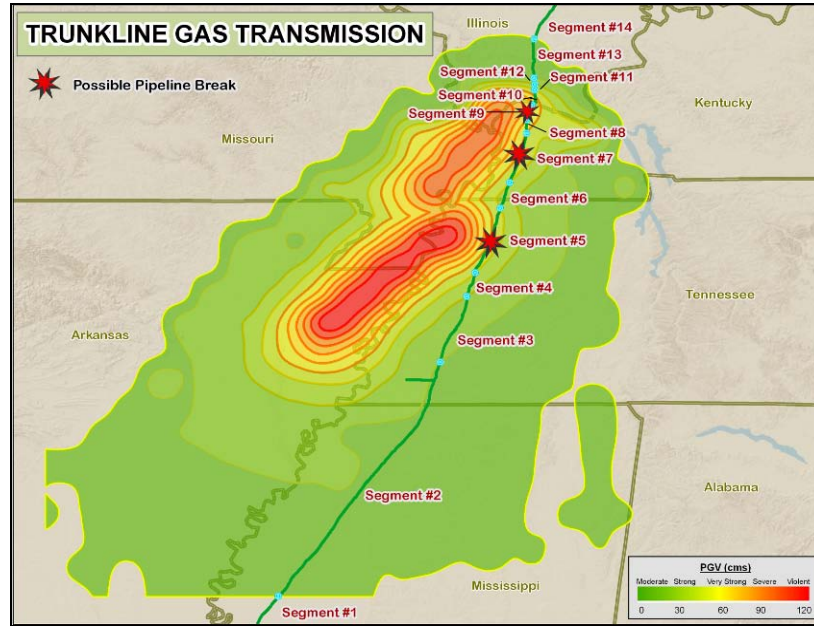 TRUNKLINE GAS TRANSMISSION
Possible Pipeline Break
Illinois
Segment #14
Segment #13
Segment #12
Segment #11
Segment #10
Segment #9
Kentucky
Missouri
Segment #8
Segment #7
Segment #6
Segment #5
Segment #4
Tennessee
Arkansas
Segment #3
Segment #2
Alabama
Mississippi
Segment #1
PGV (cms)
Moderate Strong Very Strong Severe Violent
0 30 60 90 120